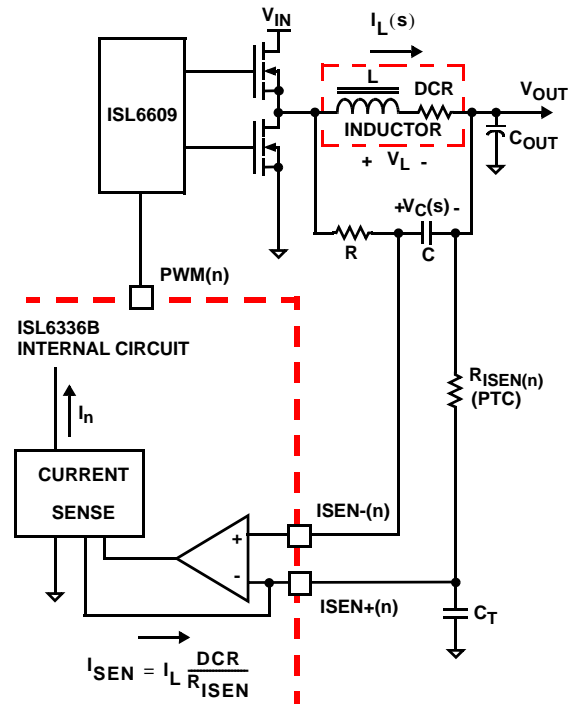 V_IN
I_L(s)
ISL6609
L
DCR
V_OUT
INDUCTOR
C_OUT
+ V_L -
+V_C(s)-
R
C
PWM(n)
ISL6336B
INTERNAL CIRCUIT
R_ISEN(n)
(PTC)
I_n
CURRENT
SENSE
ISEN-(n)
+
-
ISEN+(n)
C_T
I_SEN = I_L DCR/R_ISEN